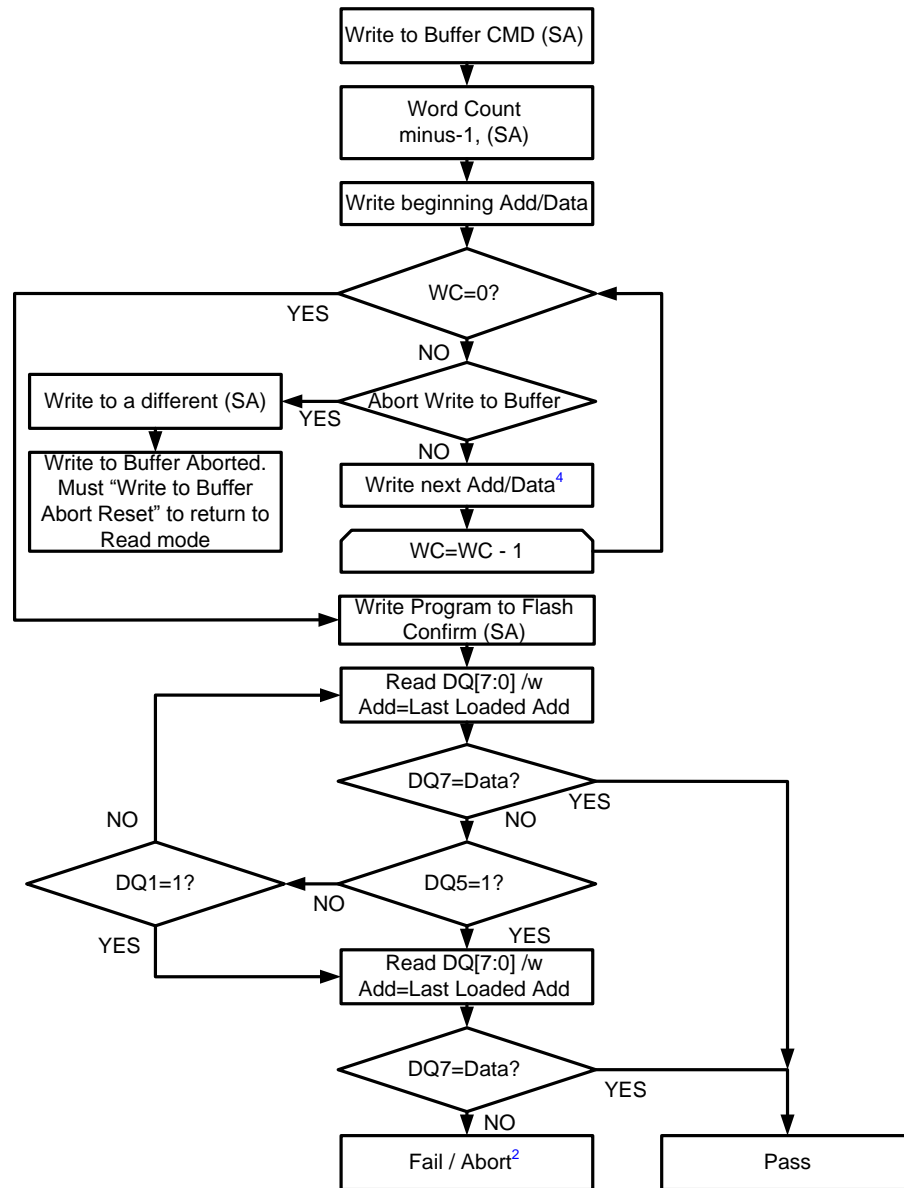 Write to Buffer CMD (SA)
Word Count
minus-1, (SA)
Write beginning Add/Data
WC=0?
YES
NO
Abort Write to Buffer
YES
Write to a different (SA)
NO
Write to Buffer Aborted.
Must “Write to Buffer
Abort Reset” to return to
Read mode
Write next Add/Data4
WC=WC - 1
Write Program to Flash
Confirm (SA)
Read DQ[7:0] /w
Add=Last Loaded Add
DQ7=Data?
YES
NO
NO
DQ1=1?
DQ5=1?
NO
YES
YES
Read DQ[7:0] /w
Add=Last Loaded Add
DQ7=Data?
YES
NO
Fail / Abort2
Pass